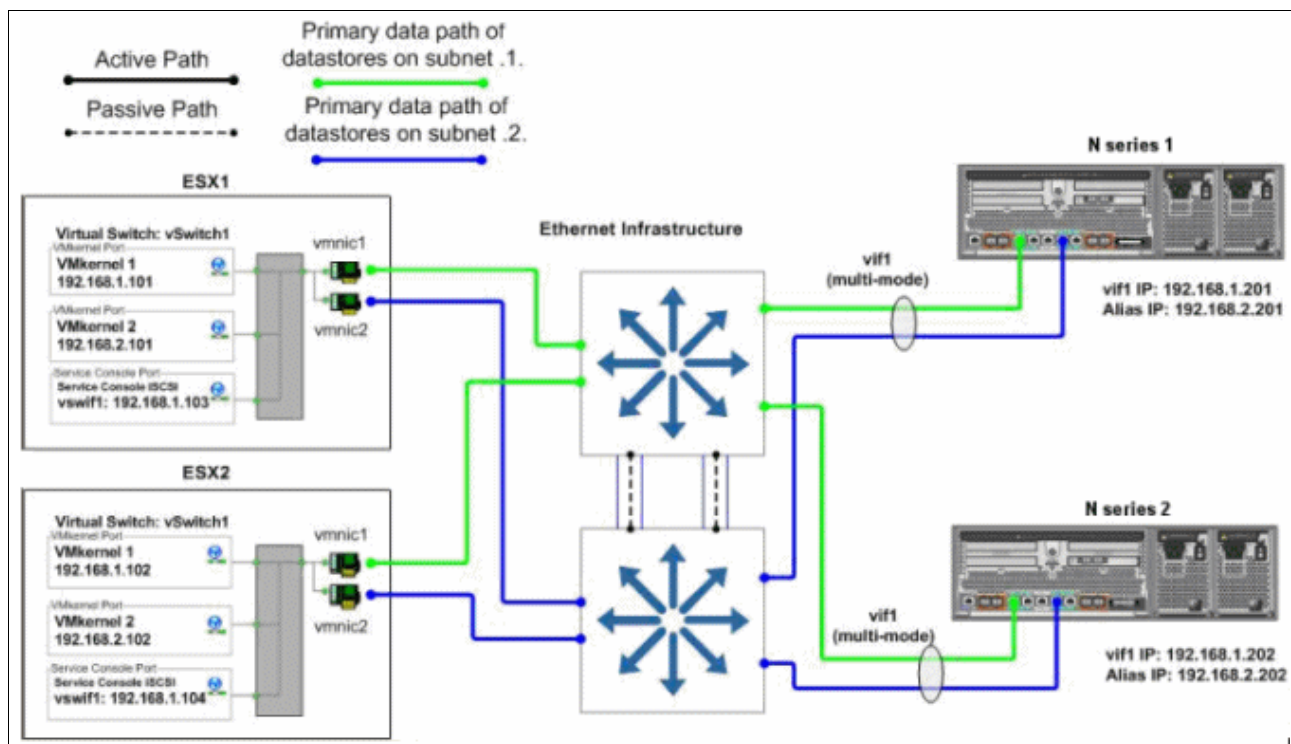 Active Path
Passive Path
Primary data path of
datastores on subnet .1.
Primary data path of
datastores on subnet .2.
ESX1
Virtual Switch: vSwitch1
VMkernel Port
VMkernel 1
192.168.1.101
VMkernel Port
VMkernel 2
192.168.2.101
Service Console Port
Service Console iSCSI
vswif1: 192.168.1.103
vmnic1
vmnic2
ESX2
Virtual Switch: vSwitch1
VMkernel Port
VMkernel 1
192.168.1.102
VMkernel Port
VMkernel 2
192.168.2.102
Service Console Port
Service Console iSCSI
vswif1: 192.168.1.104
vmnic1
vmnic2
Ethernet Infrastructure
vif1
(multi-mode)
N series 1
vif1 IP: 192.168.1.201
Alias IP: 192.168.2.201
vif1
(multi-mode)
N series 2
vif1 IP: 192.168.1.202
Alias IP: 192.168.2.202